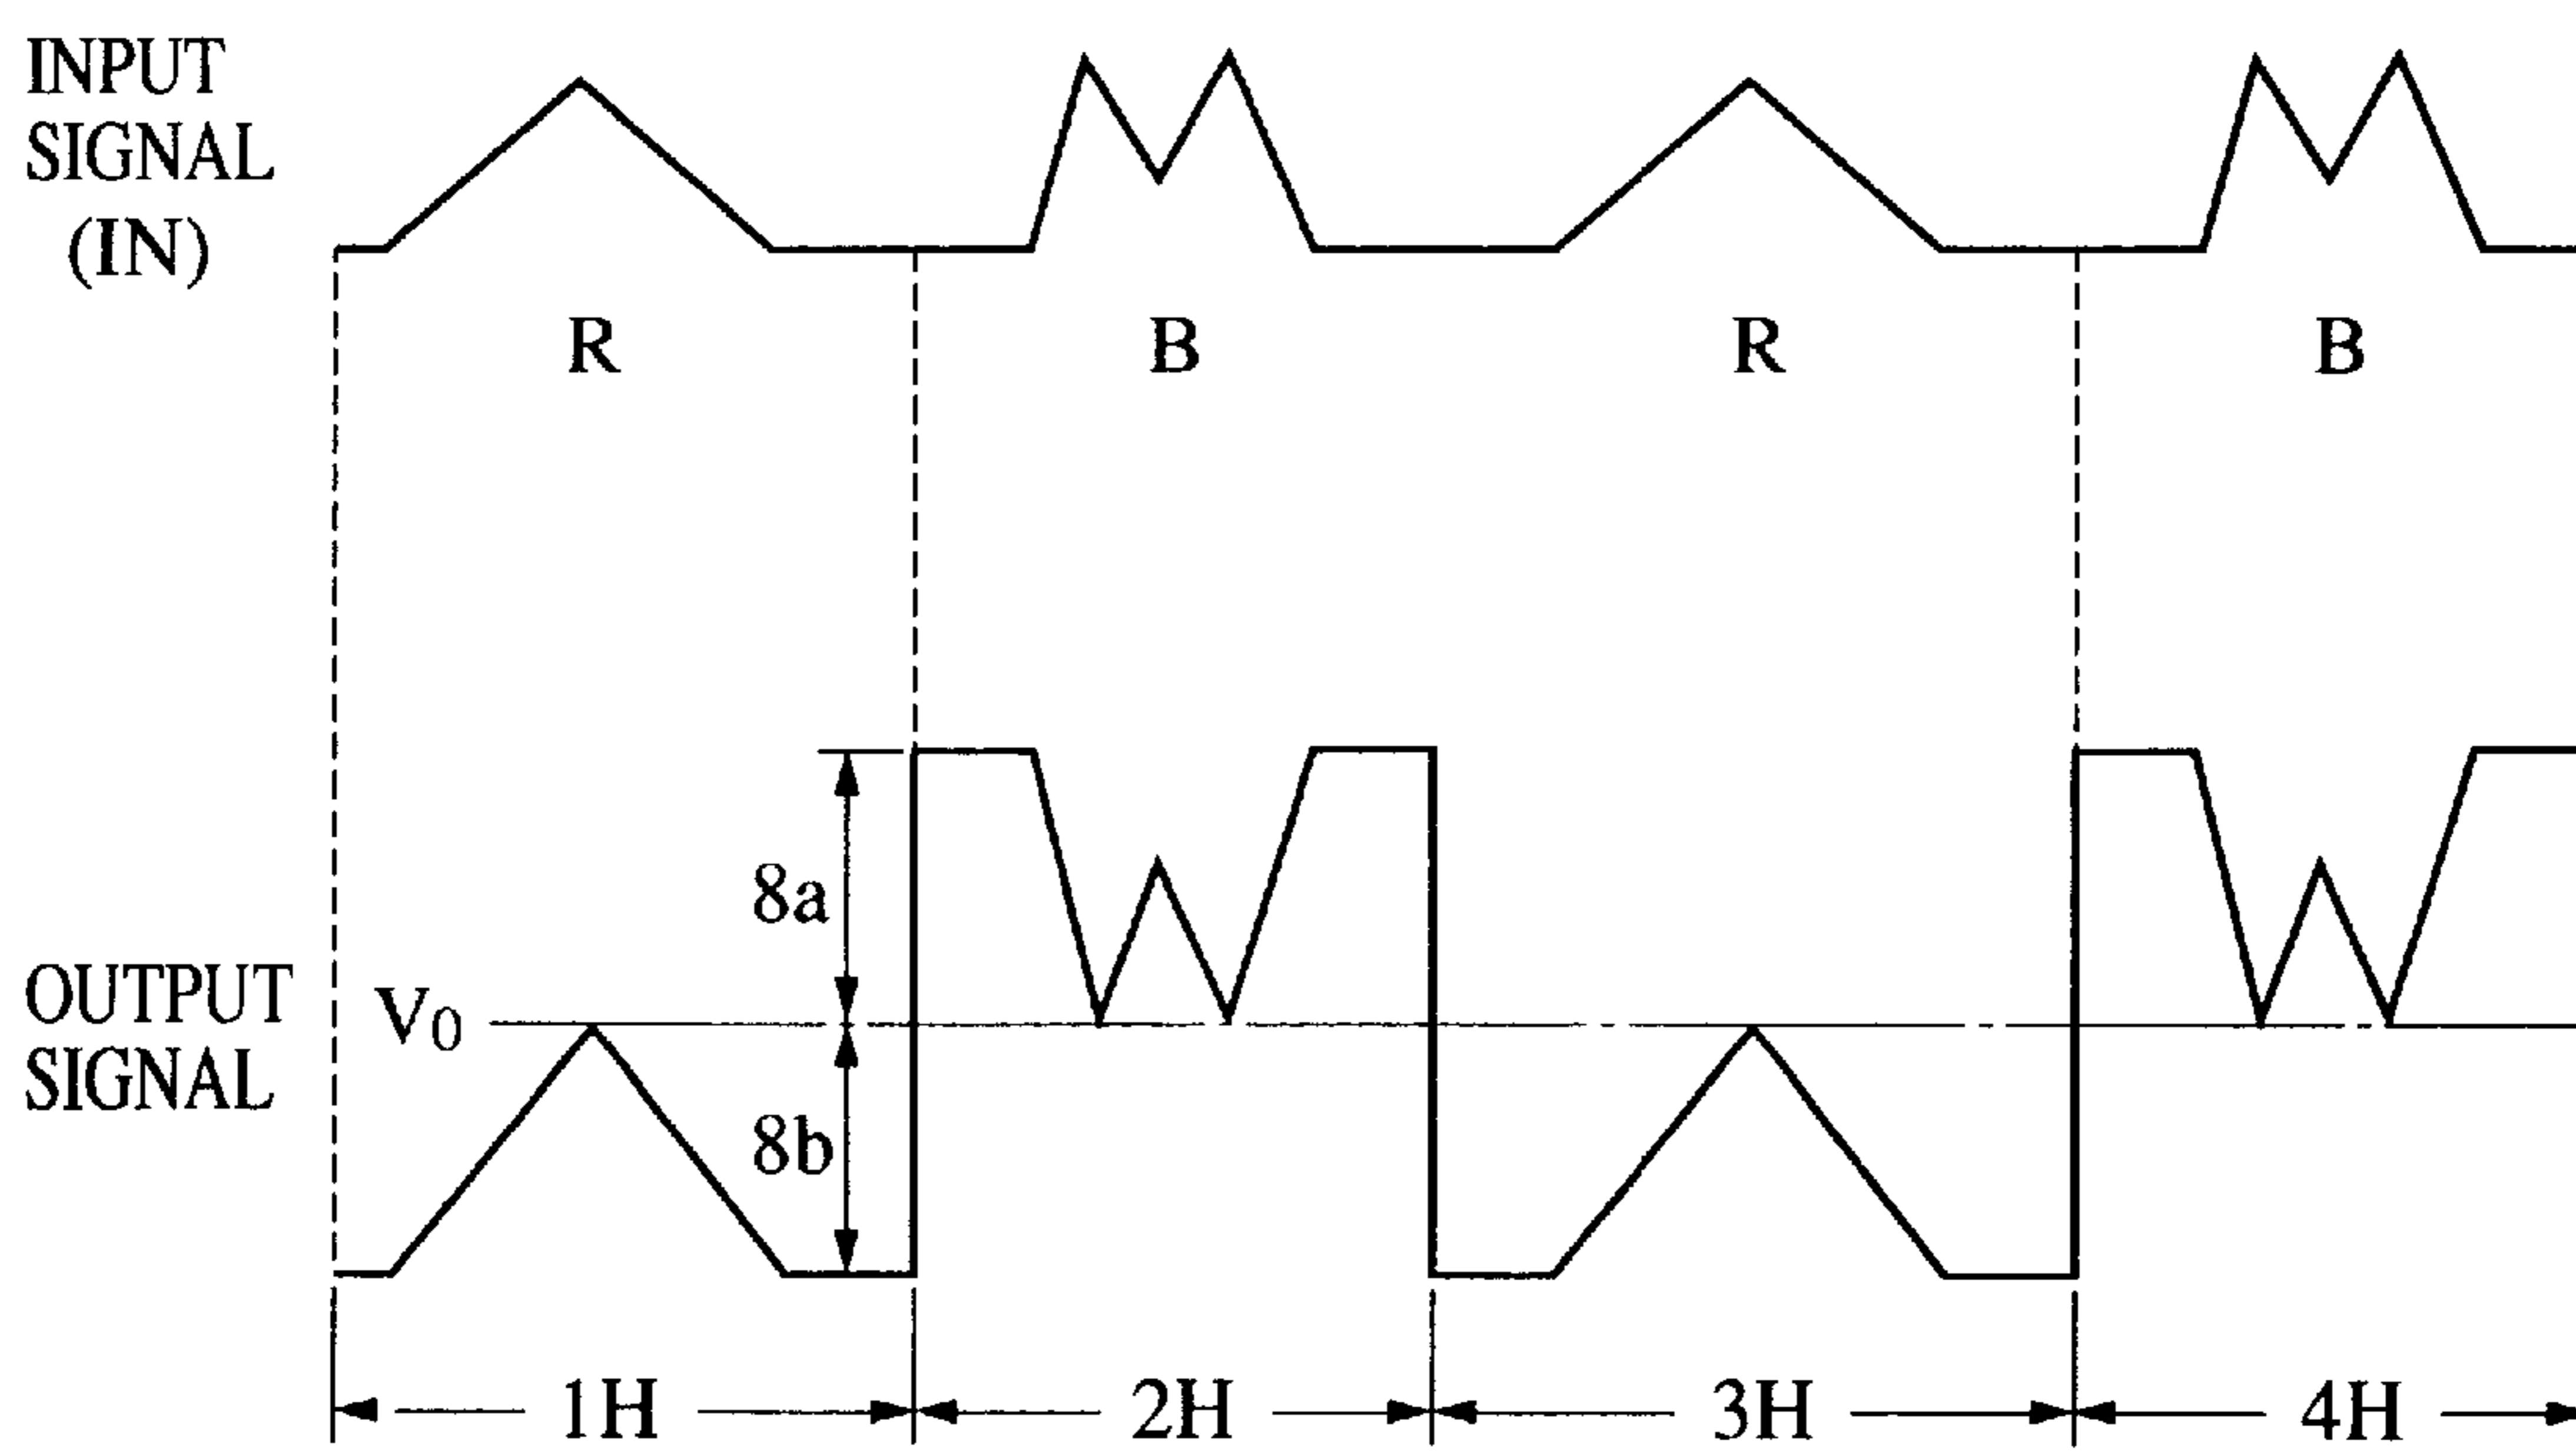 INPUT
SIGNAL
(IN)
R B R B
8a
OUTPUT
SIGNAL
V₀
8b
1H 2H 3H 4H